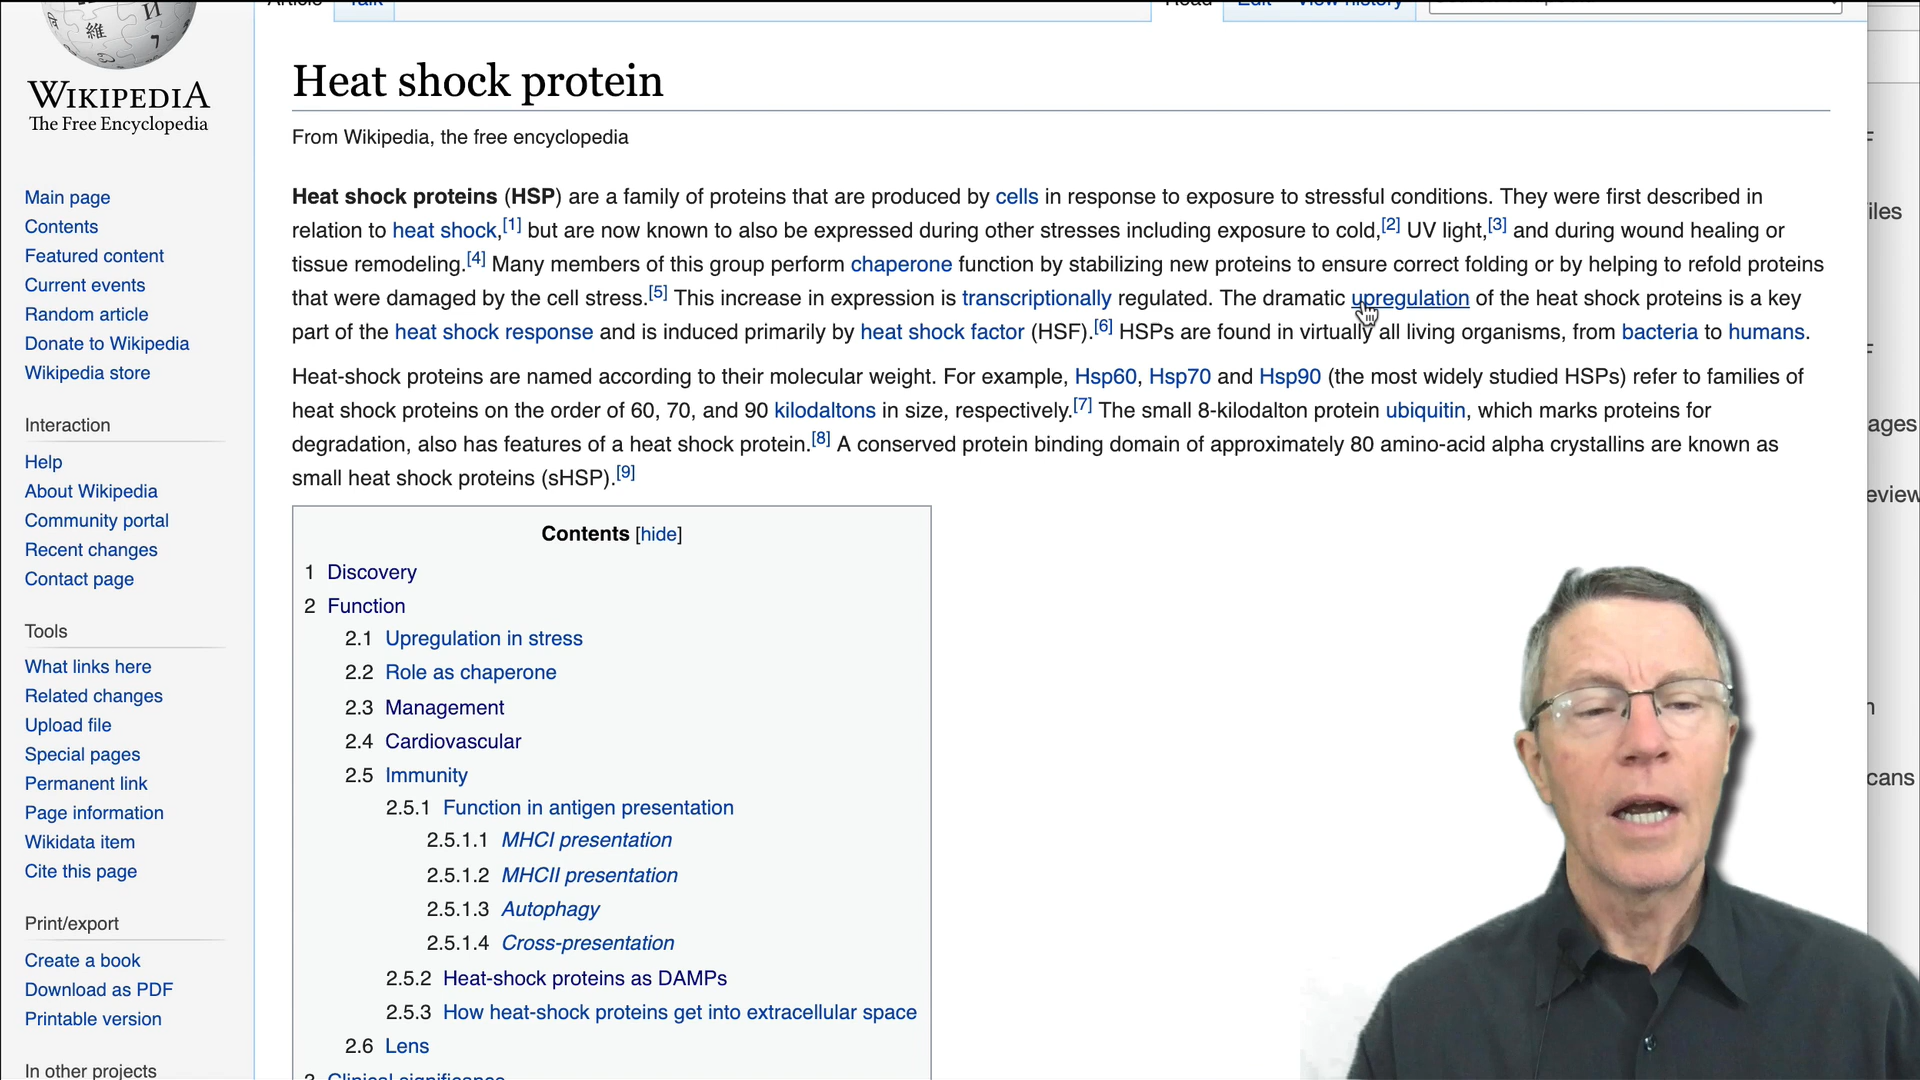 Article Talk Read Edit View history
WIKIPEDIA
The Free Encyclopedia
Main page
Contents
Featured content
Current events
Random article
Donate to Wikipedia
Wikipedia store
Interaction
Help
About Wikipedia
Community portal
Recent changes
Contact page
Tools
What links here
Related changes
Upload file
Special pages
Permanent link
Page information
Wikidata item
Cite this page
Print/export
Create a book
Download as PDF
Printable version
In other projects
Heat shock protein
From Wikipedia, the free encyclopedia
Heat shock proteins (HSP) are a family of proteins that are produced by cells in response to exposure to stressful conditions. They were first described in
relation to heat shock,[1] but are now known to also be expressed during other stresses including exposure to cold,[2] UV light,[3] and during wound healing or
tissue remodeling.[4] Many members of this group perform chaperone function by stabilizing new proteins to ensure correct folding or by helping to refold proteins
that were damaged by the cell stress.[5] This increase in expression is transcriptionally regulated. The dramatic upregulation of the heat shock proteins is a key
part of the heat shock response and is induced primarily by heat shock factor (HSF).[6] HSPs are found in virtually all living organisms, from bacteria to humans.
Heat-shock proteins are named according to their molecular weight. For example, Hsp60, Hsp70 and Hsp90 (the most widely studied HSPs) refer to families of
heat shock proteins on the order of 60, 70, and 90 kilodaltons in size, respectively.[7] The small 8-kilodalton protein ubiquitin, which marks proteins for
degradation, also has features of a heat shock protein.[8] A conserved protein binding domain of approximately 80 amino-acid alpha crystallins are known as
small heat shock proteins (sHSP).[9]
Contents [hide]
1 Discovery
2 Function
2.1 Upregulation in stress
2.2 Role as chaperone
2.3 Management
2.4 Cardiovascular
2.5 Immunity
2.5.1 Function in antigen presentation
2.5.1.1 MHCI presentation
2.5.1.2 MHCII presentation
2.5.1.3 Autophagy
2.5.1.4 Cross-presentation
2.5.2 Heat-shock proteins as DAMPs
2.5.3 How heat-shock proteins get into extracellular space
2.6 Lens
3 Clinical significance
iles
ages
eview
cans